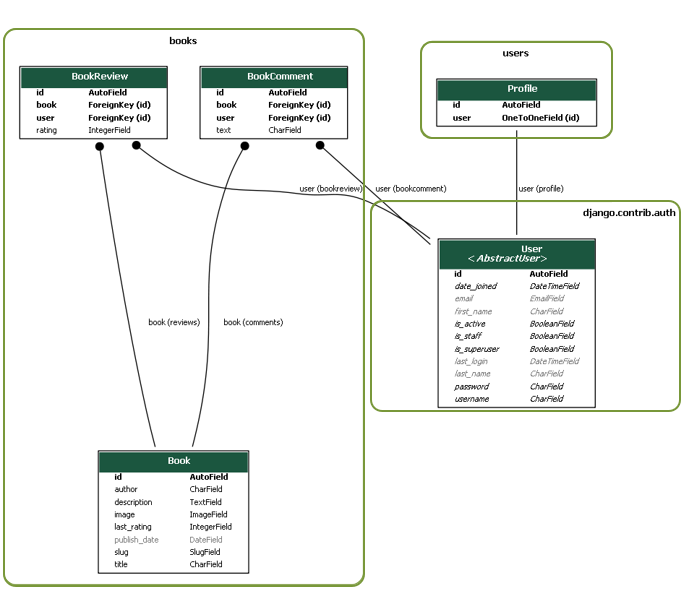 books
BookReview
id AutoField
book ForeignKey (id)
user ForeignKey (id)
rating IntegerField
BookComment
id AutoField
book ForeignKey (id)
user ForeignKey (id)
text CharField
users
Profile
id AutoField
user OneToOneField (id)
user (bookreview)
user (bookcomment)
user (profile)
django.contrib.auth
User
<AbstractUser>
id AutoField
date_joined DateTimeField
email EmailField
first_name CharField
is_active BooleanField
is_staff BooleanField
is_superuser BooleanField
last_login DateTimeField
last_name CharField
password CharField
username CharField
book (reviews)
book (comments)
Book
id AutoField
author CharField
description TextField
image ImageField
last_rating IntegerField
publish_date DateField
slug SlugField
title CharField